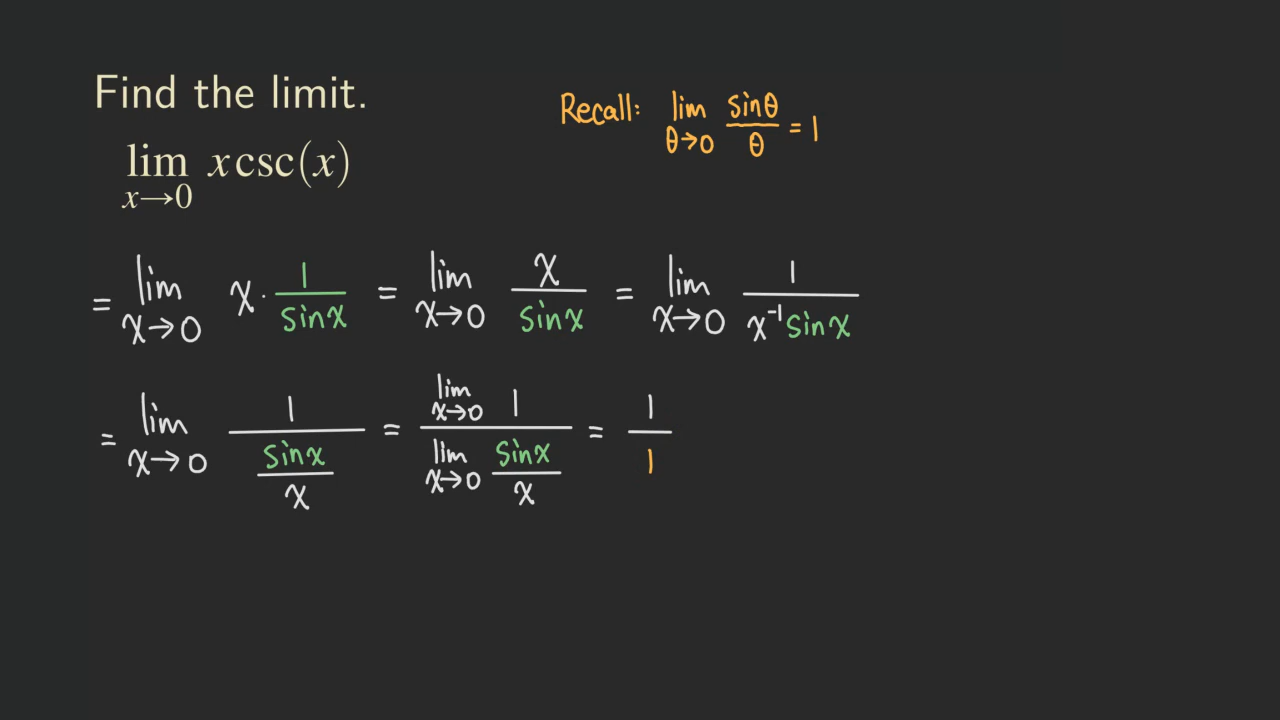 Find the limit.
Recall: lim θ→0 sinθ/θ = 1
lim x→0 x csc(x)
= lim x→0 x · 1/sinx = lim x→0 x/sinx = lim x→0 1/(x⁻¹ sinx)
= lim x→0 1/(sinx/x) = (lim x→0 1)/(lim x→0 sinx/x) = 1/1